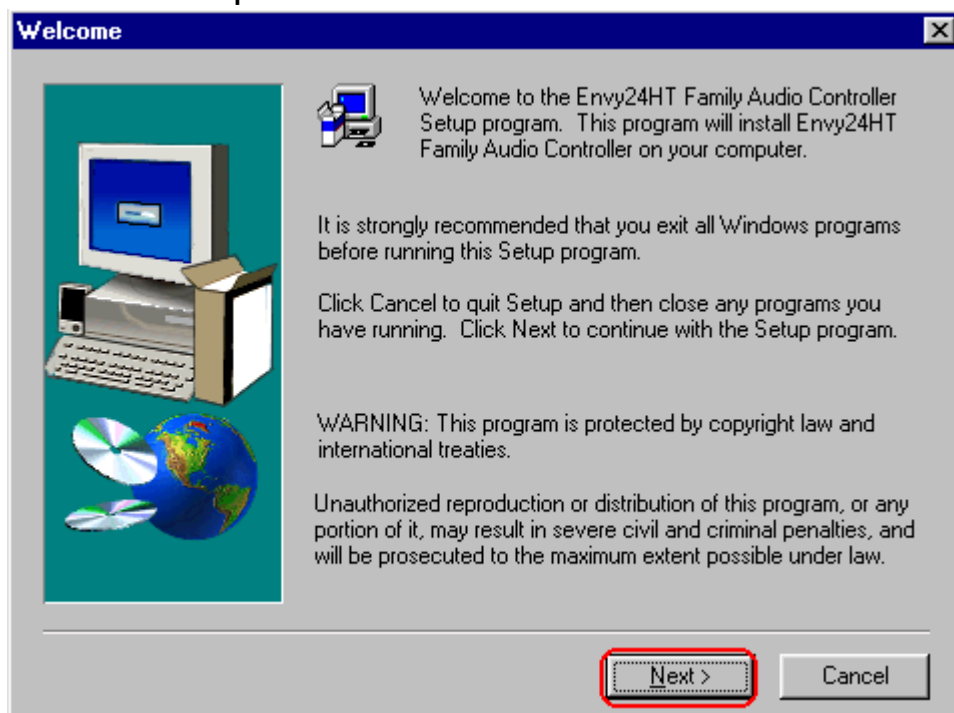 Welcome
Welcome to the Envy24HT Family Audio Controller
Setup program. This program will install Envy24HT
Family Audio Controller on your computer.
It is strongly recommended that you exit all Windows programs
before running this Setup program.
Click Cancel to quit Setup and then close any programs you
have running. Click Next to continue with the Setup program.
WARNING: This program is protected by copyright law and
international treaties.
Unauthorized reproduction or distribution of this program, or any
portion of it, may result in severe civil and criminal penalties, and
will be prosecuted to the maximum extent possible under law.
Next >
Cancel